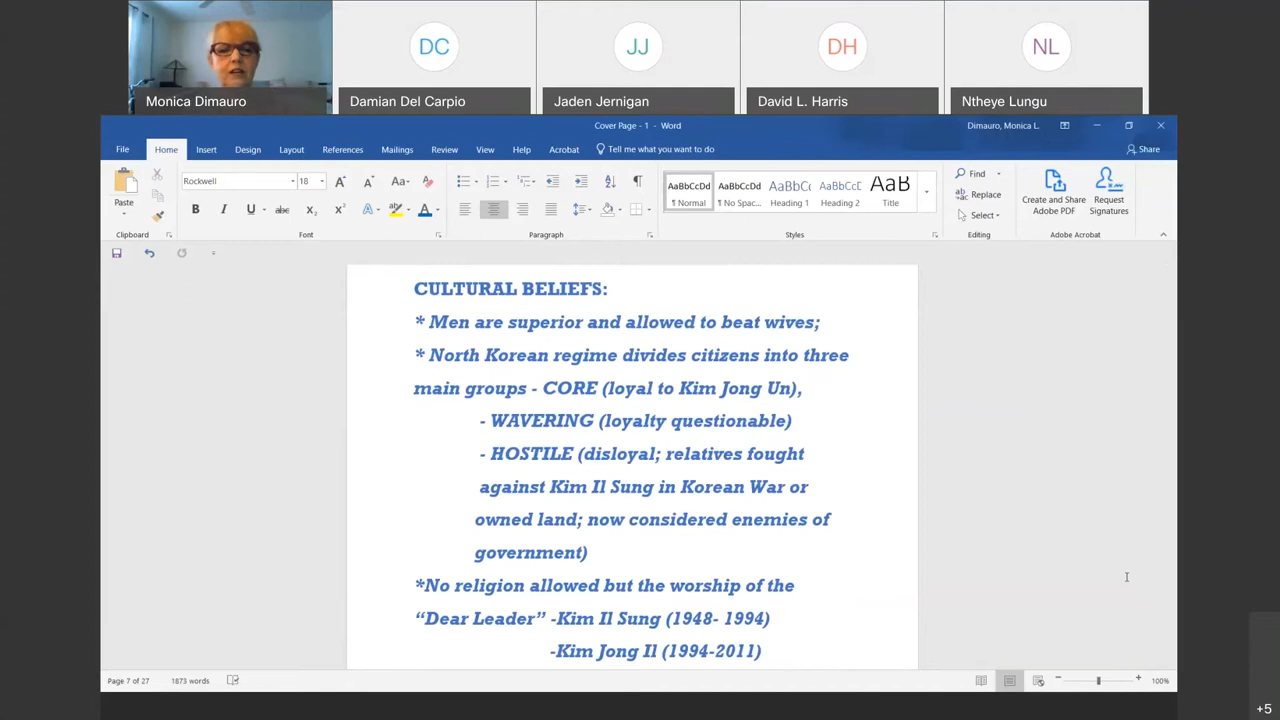 DC
JJ
DH
NL
Monica Dimauro
Damian Del Carpio
Jaden Jernigan
David L. Harris
Ntheye Lungu
Cover Page - 1 - Word
Dimauro, Monica L.
File Home Insert Design Layout References Mailings Review View Help Acrobat Tell me what you want to do Share
Paste
Clipboard
Rockwell 18
Aa
B I U abc X₂ X²
Font
Paragraph
AaBbCcDd AaBbCcDd AaBbCc AaBbCcC AaB
¶ Normal ¶ No Spac... Heading 1 Heading 2 Title
Styles
Find
Replace
Select
Editing
Create and Share
Adobe PDF
Request
Signatures
Adobe Acrobat
CULTURAL BELIEFS:
* Men are superior and allowed to beat wives;
* North Korean regime divides citizens into three
main groups - CORE (loyal to Kim Jong Un),
- WAVERING (loyalty questionable)
- HOSTILE (disloyal; relatives fought
against Kim Il Sung in Korean War or
owned land; now considered enemies of
government)
*No religion allowed but the worship of the
“Dear Leader” -Kim Il Sung (1948- 1994)
-Kim Jong Il (1994-2011)
Page 7 of 27 1873 words 100%
+5